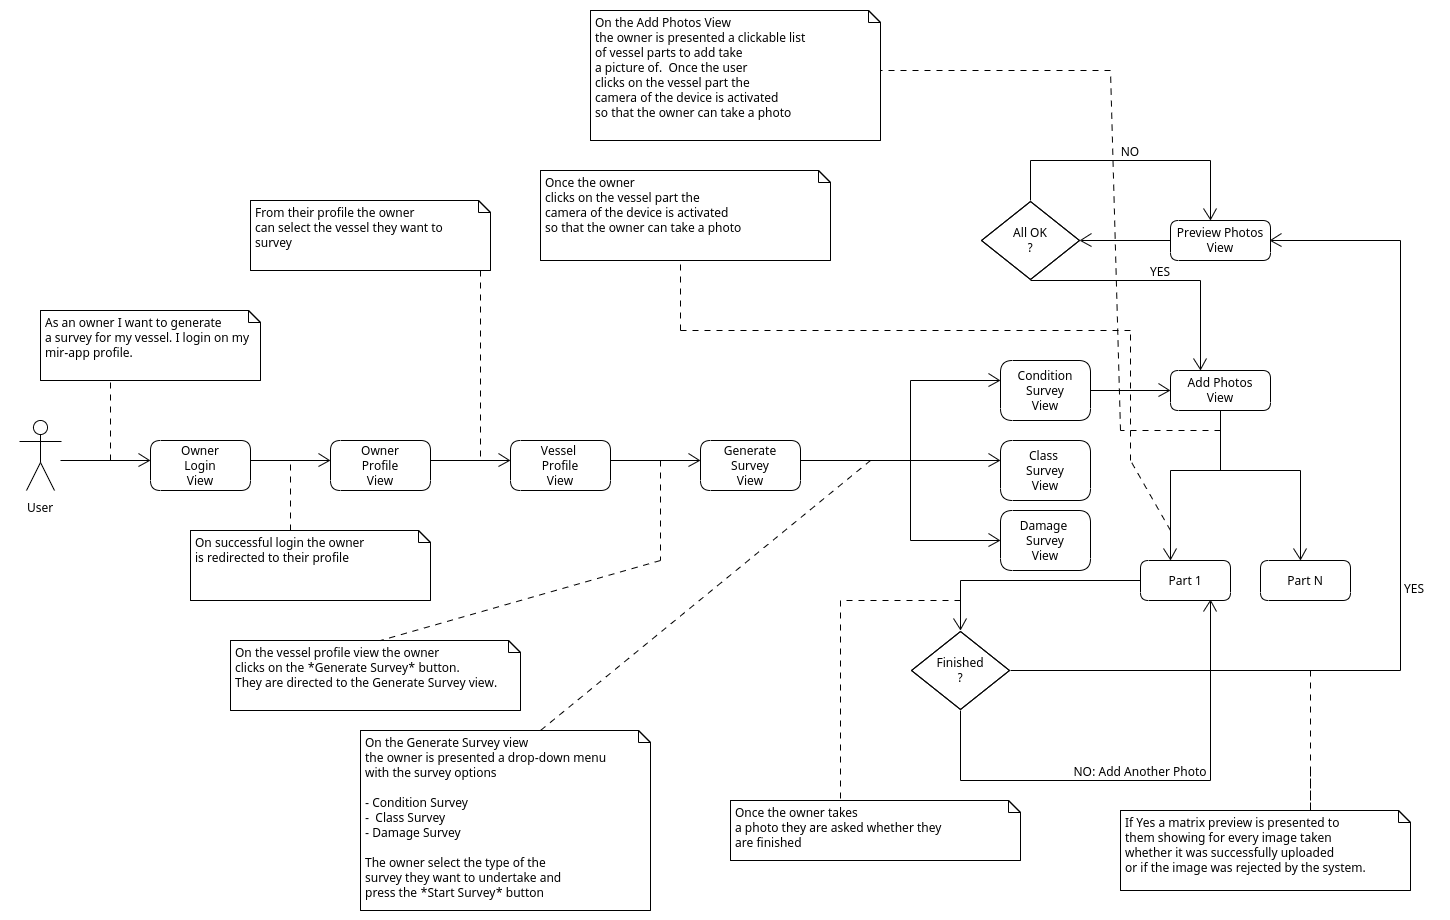 On the Add Photos View
the owner is presented a clickable list
of vessel parts to add take
a picture of.  Once the user
clicks on the vessel part the
camera of the device is activated
so that the owner can take a photo
NO
Once the owner
clicks on the vessel part the
camera of the device is activated
so that the owner can take a photo
From their profile the owner
can select the vessel they want to
survey
All OK
?
Preview Photos
View
YES
As an owner I want to generate
a survey for my vessel. I login on my
mir-app profile.
Condition
Survey
View
Add Photos
View
User
Owner
Login
View
Owner
Profile
View
Vessel
Profile
View
Generate
Survey
View
Class
Survey
View
Damage
Survey
View
On successful login the owner
is redirected to their profile
Part 1
Part N
YES
On the vessel profile view the owner
clicks on the *Generate Survey* button.
They are directed to the Generate Survey view.
Finished
?
On the Generate Survey view
the owner is presented a drop-down menu
with the survey options
- Condition Survey
-  Class Survey
- Damage Survey
The owner select the type of the
survey they want to undertake and
press the *Start Survey* button
NO: Add Another Photo
Once the owner takes
a photo they are asked whether they
are finished
If Yes a matrix preview is presented to
them showing for every image taken
whether it was successfully uploaded
or if the image was rejected by the system.